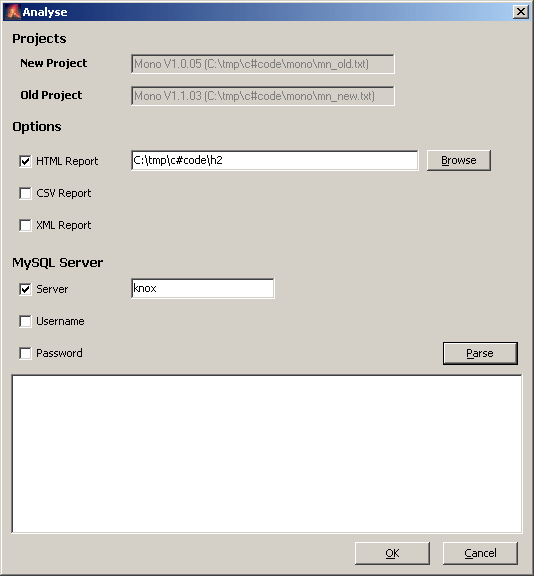 Analyse
Projects
New Project Mono V1.0.05 (C:\tmp\c#code\mono\mn_old.txt)
Old Project Mono V1.1.03 (C:\tmp\c#code\mono\mn_new.txt)
Options
HTML Report C:\tmp\c#code\h2 Browse
CSV Report
XML Report
MySQL Server
Server knox
Username
Password Parse
OK Cancel